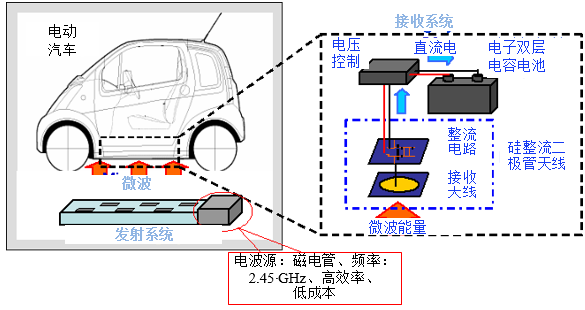 电动
汽车
微波
发射系统
电波源：磁电管、频率：
2.45·GHz、高效率、
低成本
接收系统
电压
控制
直流电
电子双层
电容电池
整流
电路
接收
天线
硅整流二
极管天线
微波能量